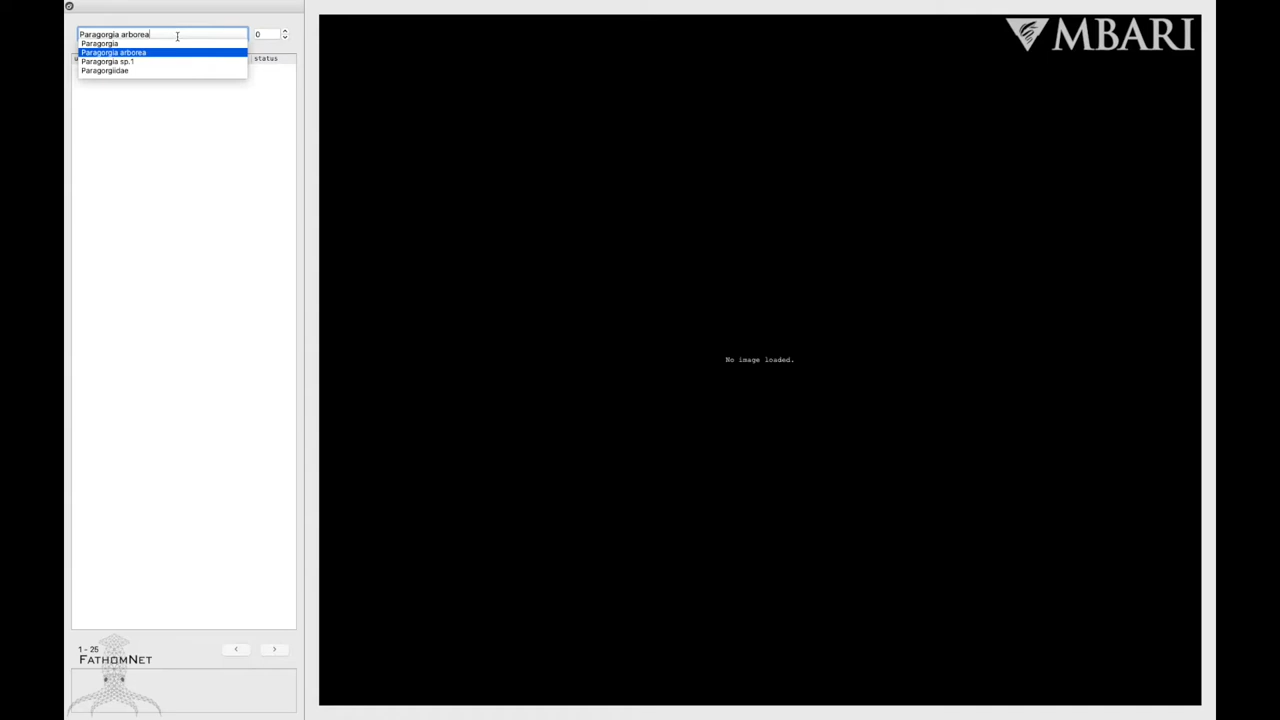 Paragorgia arborea
0
MBARI
Paragorgia
Paragorgia arborea
Paragorgia sp.1
Paragorgiidae
status
No image loaded.
1 - 25
FATHOMNET